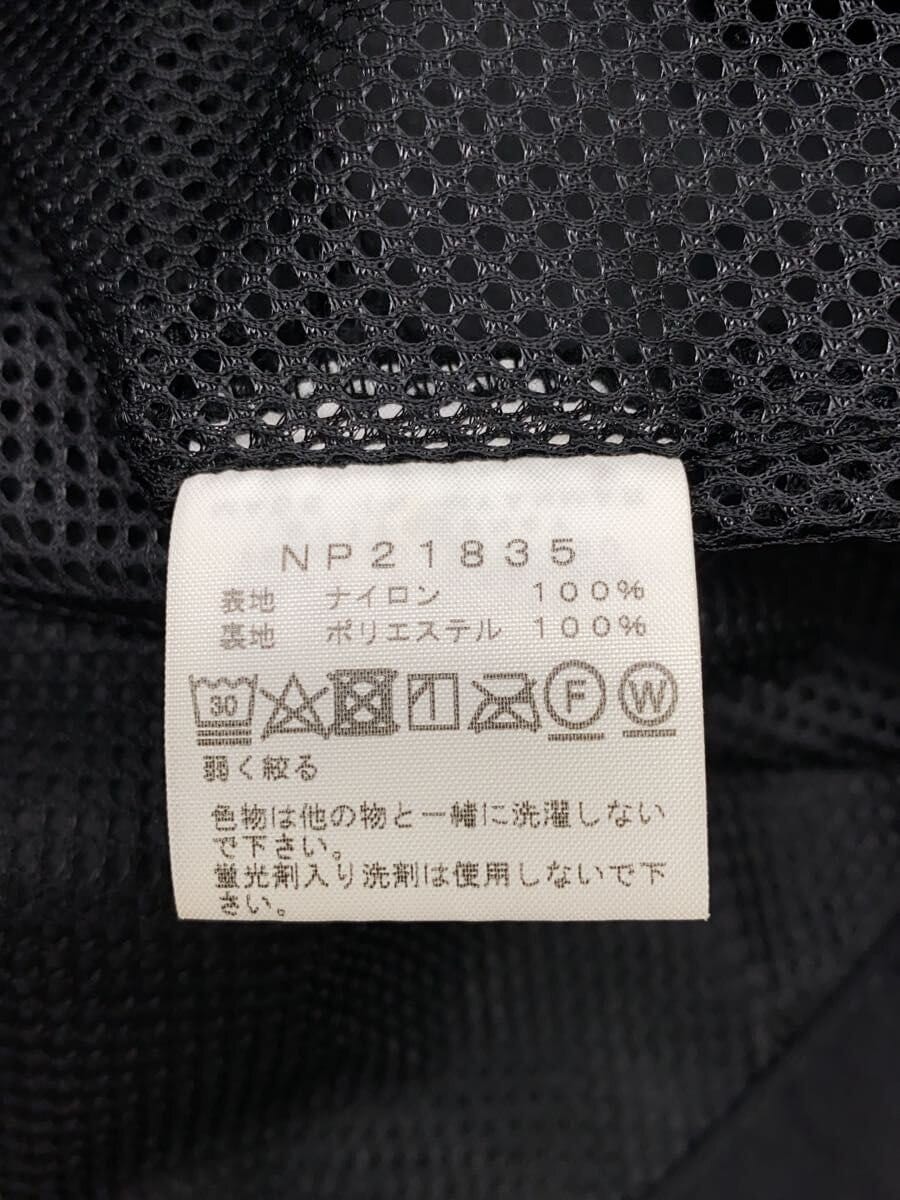 NP21835
表地 ナイロン 100%
裏地 ポリエステル 100%
30 F W
弱く絞る
色物は他の物と一緒に洗濯しない
で下さい。
蛍光剤入り洗剤は使用しないで下
さい。